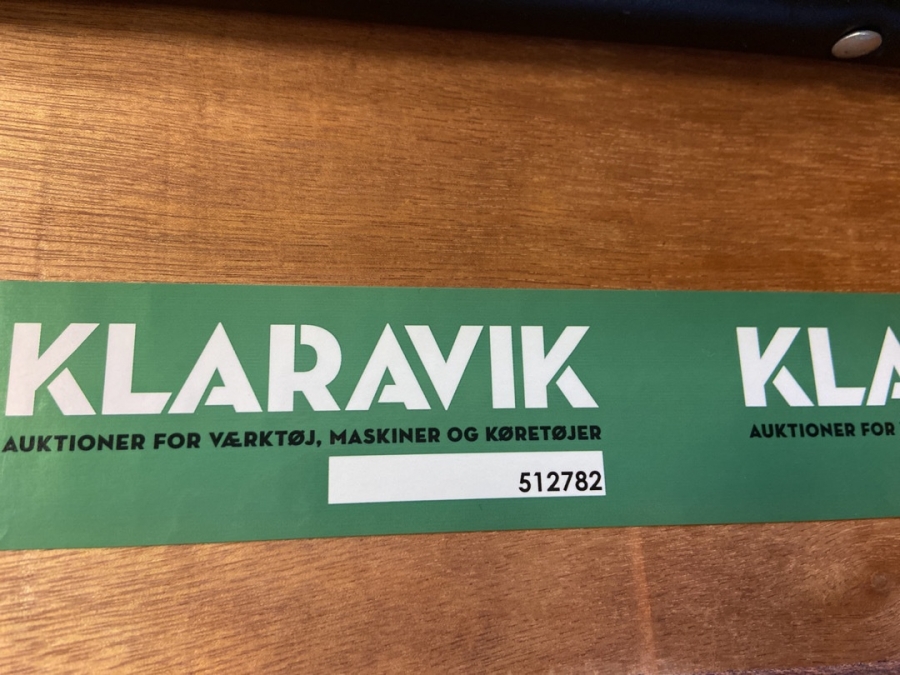 KLARAVIK
AUKTIONER FOR VÆRKTØJ, MASKINER OG KØRETØJER
512782
KLA
AUKTIONER FOR